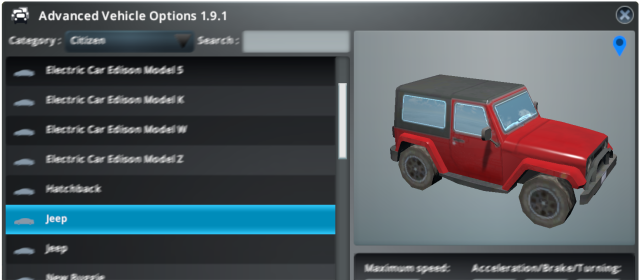 Advanced Vehicle Options 1.9.1
Category: Citizen Search:
Electric Car Edison Model S
Electric Car Edison Model K
Electric Car Edison Model W
Electric Car Edison Model Z
Hatchback
Jeep
Jeep
New Buggie
Maximum speed: Acceleration/Brake/Turning: